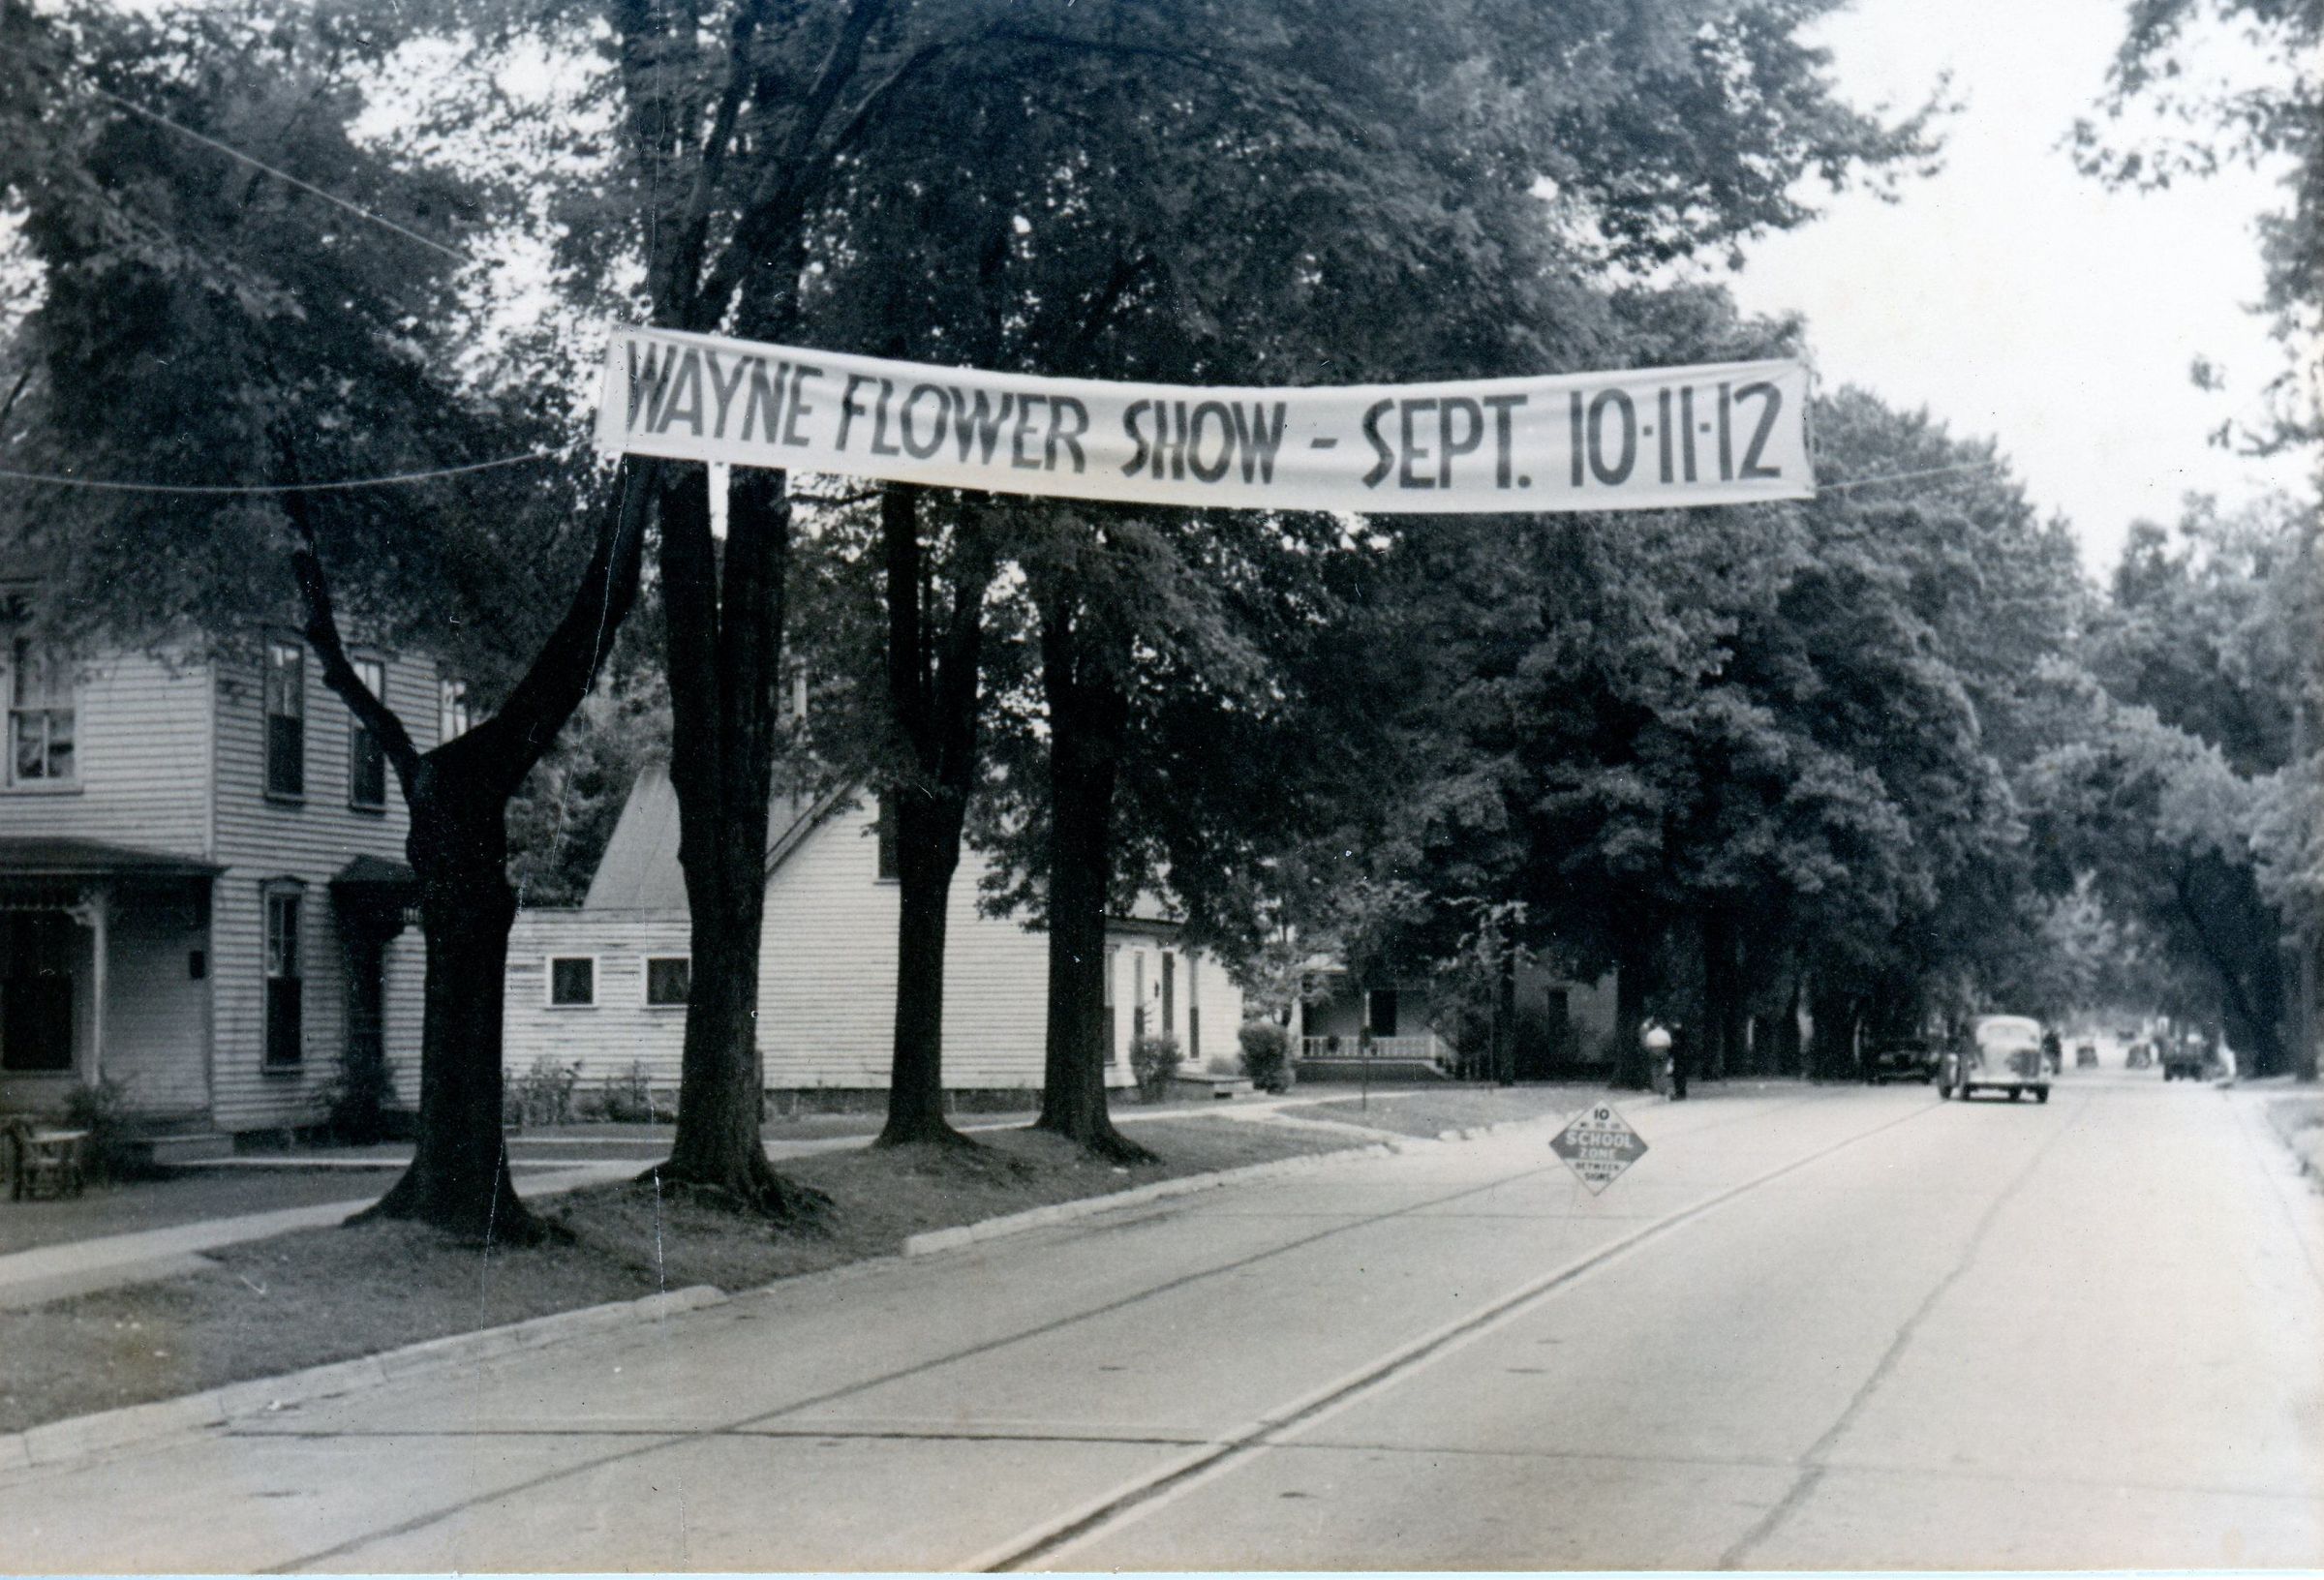 WAYNE FLOWER SHOW - SEPT. 10-11-12
10
SCHOOL
ZONE
BETWEEN
SIGNS